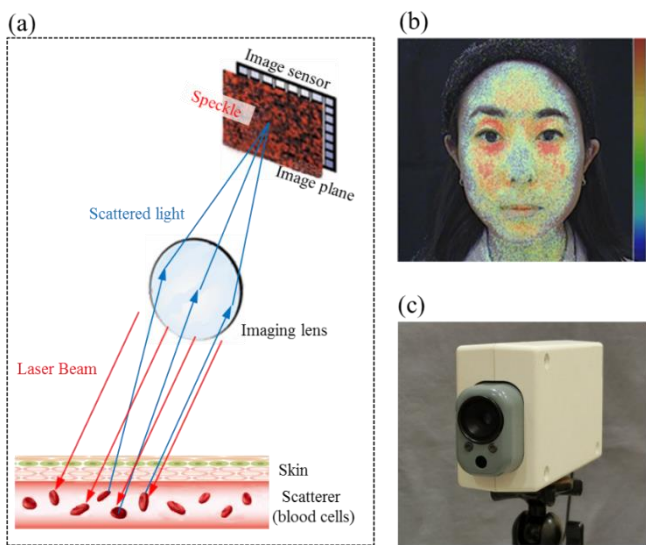 (a)
Image sensor
Speckle
Image plane
Scattered light
Imaging lens
Laser Beam
Skin
Scatterer
(blood cells)
(b)
(c)